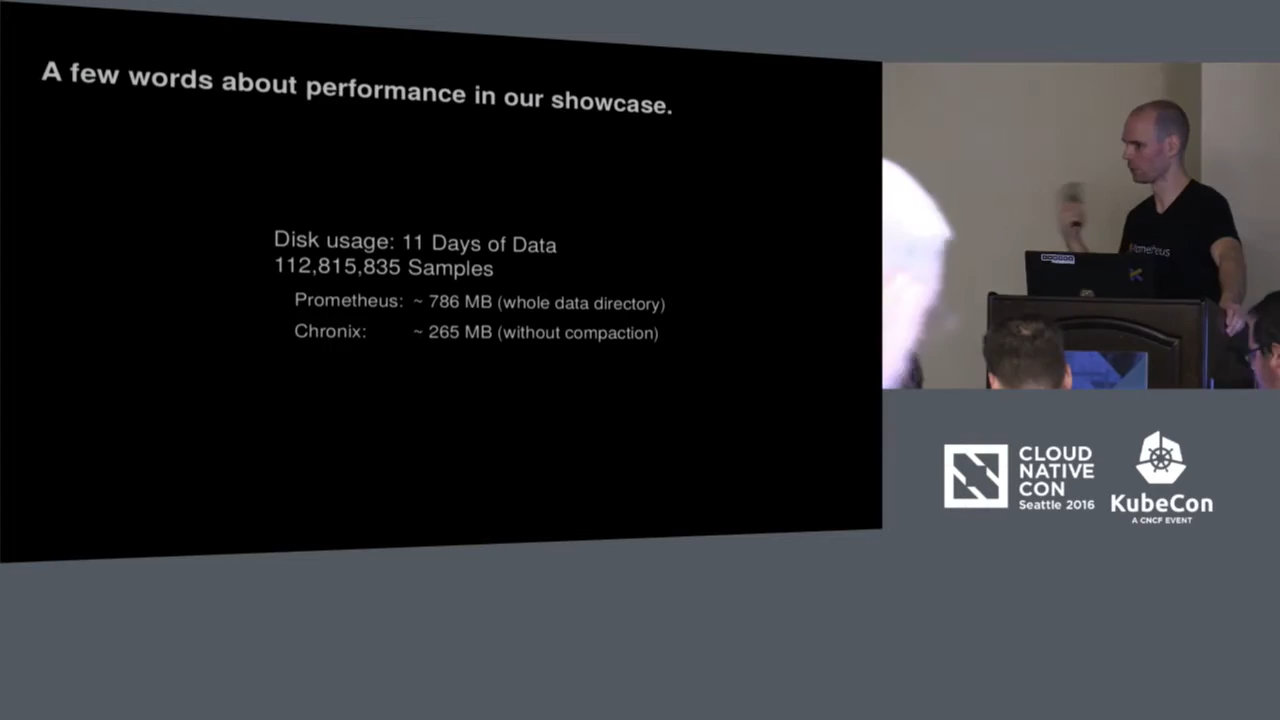 A few words about performance in our showcase.
Disk usage: 11 Days of Data
112,815,835 Samples
Prometheus: ~ 786 MB (whole data directory)
Chronix: ~ 265 MB (without compaction)
CLOUD
NATIVE
CON
Seattle 2016
KubeCon
A CNCF EVENT